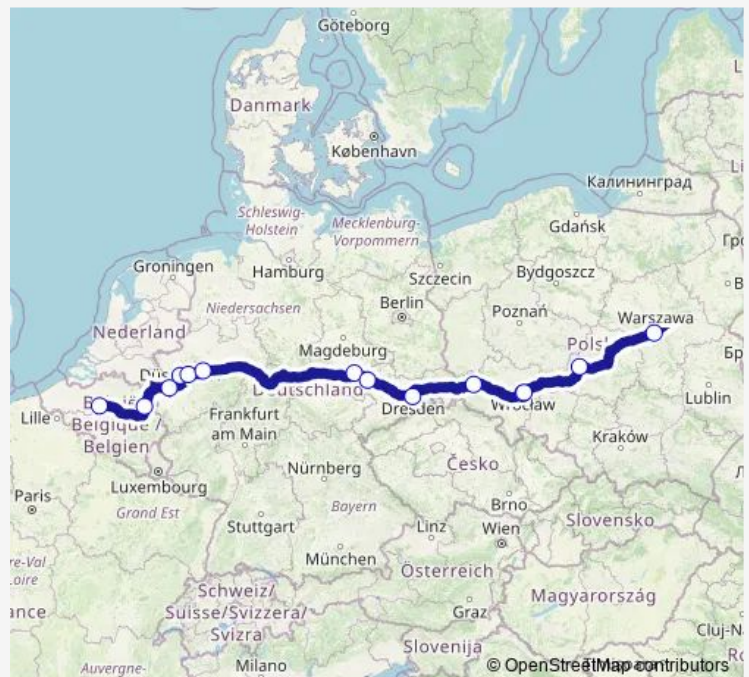 Göteborg
Danmark
København
Калининград
Schleswig-
Holstein
Mecklenburg-
Vorpommern
Gdańsk
Groningen
Hamburg
Szczecin
Bydgoszcz
Niedersachsen
Berlin
Poznań
Warszawa
Nederland
Magdeburg
Deutschland
Dresden
Wrocław
Lublin
Lille
Belgique /
Belgien
Frankfurt
am Main
Kraków
Česko
Luxembourg
Nürnberg
Paris
Grand Est
Brno
Slovensko
Stuttgart
Bayern
Linz
Wien
München
Österreich
Schweiz/
Suisse/Svizzera/
Svizra
Graz
Magyarország
Slovenija
Cluj-N
Milano
Auvergne-
© OpenStreetMap contributors